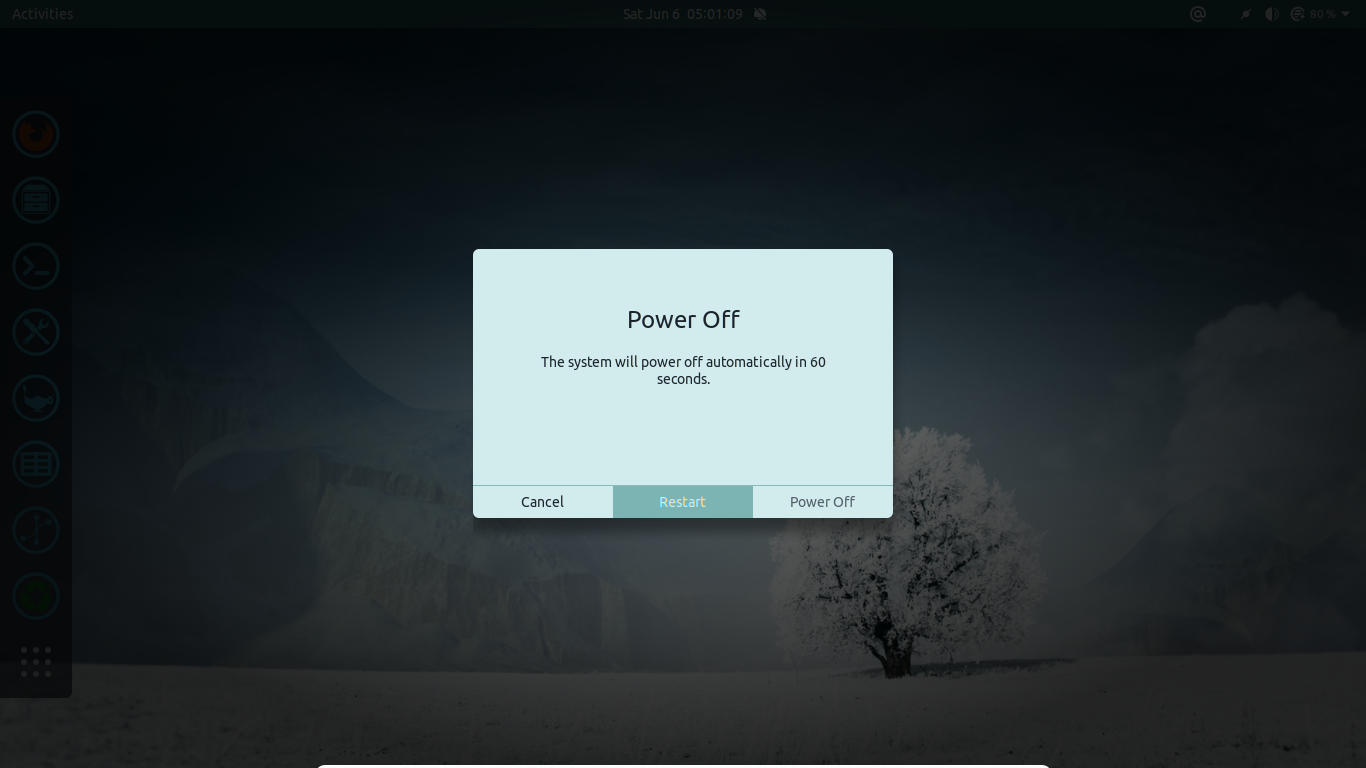 Activities
Sat Jun 6 05:01:09
80 %
Power Off
The system will power off automatically in 60
seconds.
Cancel
Restart
Power Off